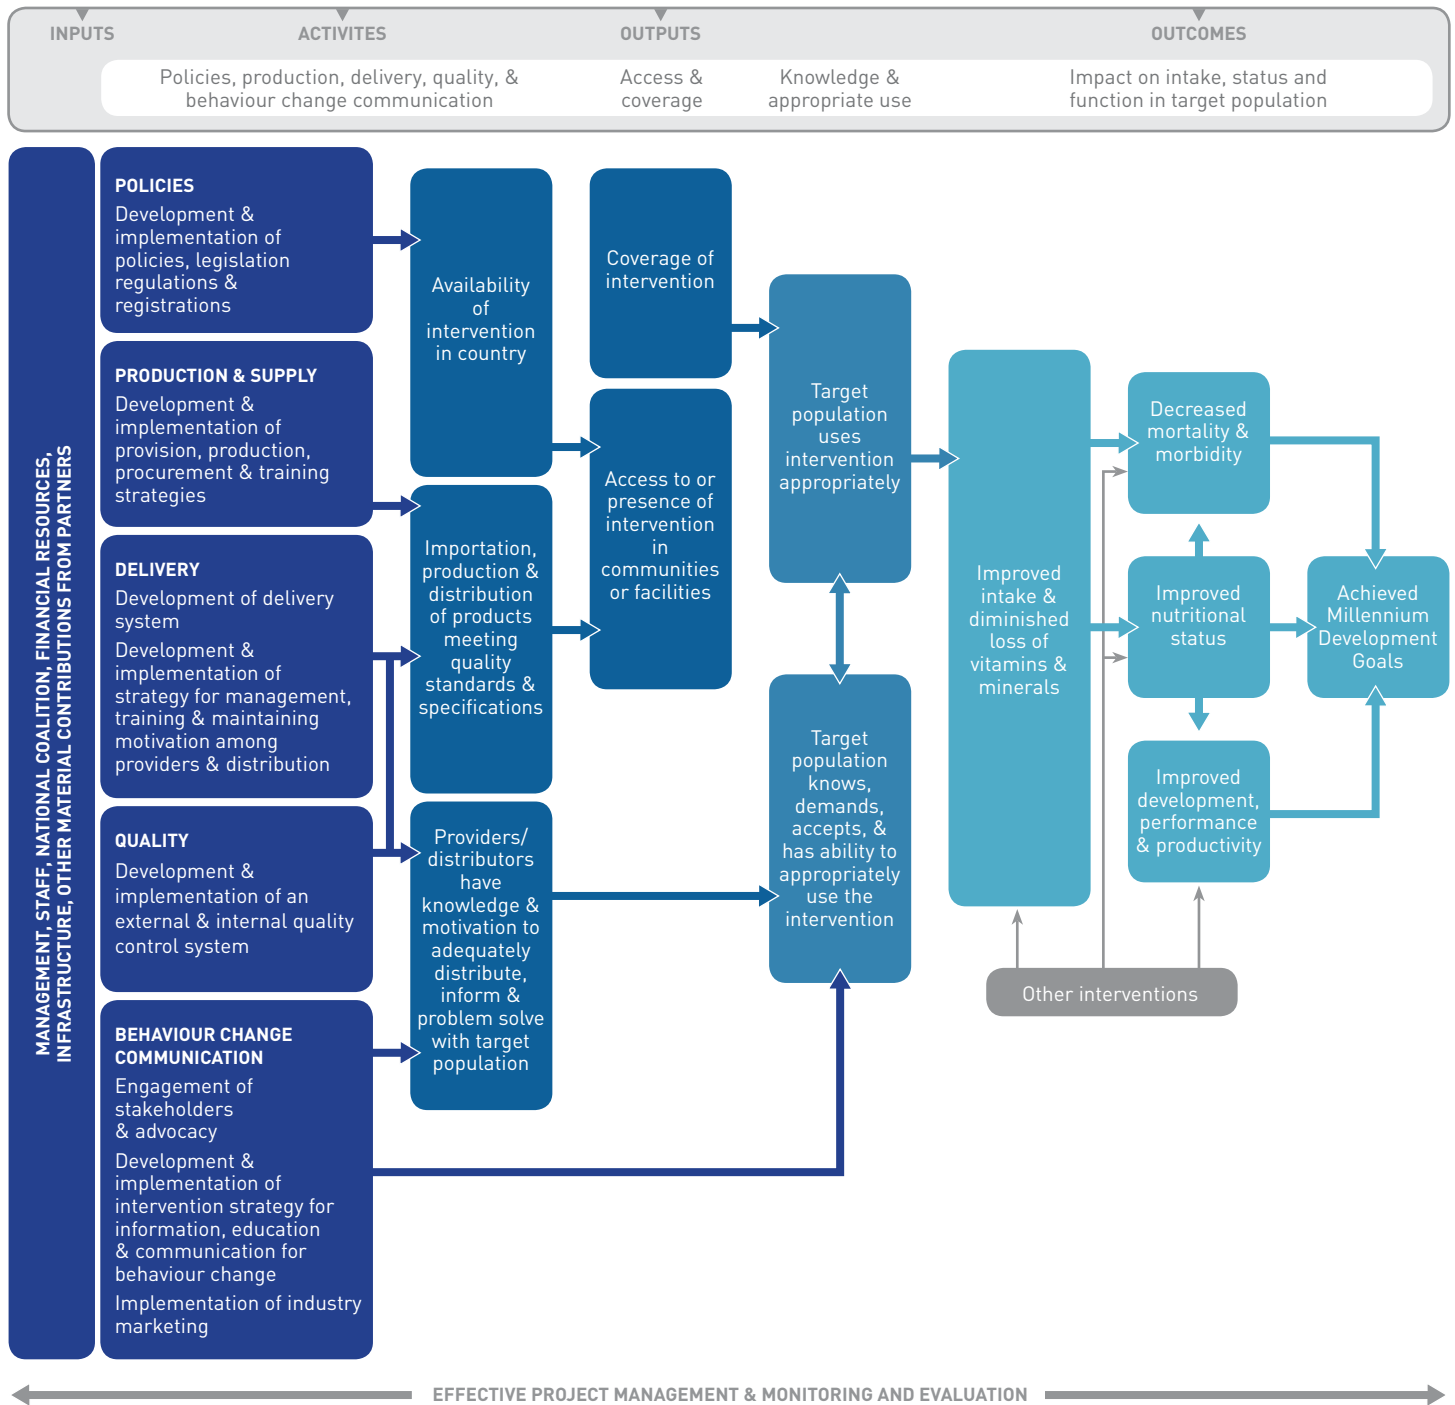 INPUTS
ACTIVITES
OUTPUTS
OUTCOMES
Policies, production, delivery, quality, &
behaviour change communication
Access &
coverage
Knowledge &
appropriate use
Impact on intake, status and
function in target population
MANAGEMENT, STAFF, NATIONAL COALITION, FINANCIAL RESOURCES,
INFRASTRUCTURE, OTHER MATERIAL CONTRIBUTIONS FROM PARTNERS
POLICIES
Development &
implementation of
policies, legislation
regulations &
registrations
PRODUCTION & SUPPLY
Development &
implementation of
provision, production,
procurement & training
strategies
DELIVERY
Development of delivery
system
Development &
implementation of
strategy for management,
training & maintaining
motivation among
providers & distribution
QUALITY
Development &
implementation of an
external & internal quality
control system
BEHAVIOUR CHANGE
COMMUNICATION
Engagement of
stakeholders
& advocacy
Development &
implementation of
intervention strategy for
information, education
& communication for
behaviour change
Implementation of industry
marketing
Availability
of
intervention
in country
Importation,
production &
distribution
of products
meeting
quality
standards &
specifications
Providers/
distributors
have
knowledge &
motivation to
adequately
distribute,
inform &
problem solve
with target
population
Coverage of
intervention
Access to or
presence of
intervention
in
communities
or facilities
Target
population
uses
intervention
appropriately
Target
population
knows,
demands,
accepts, &
has ability to
appropriately
use the
intervention
Improved
intake &
diminished
loss of
vitamins &
minerals
Decreased
mortality &
morbidity
Improved
nutritional
status
Improved
development,
performance
& productivity
Achieved
Millennium
Development
Goals
Other interventions
EFFECTIVE PROJECT MANAGEMENT & MONITORING AND EVALUATION